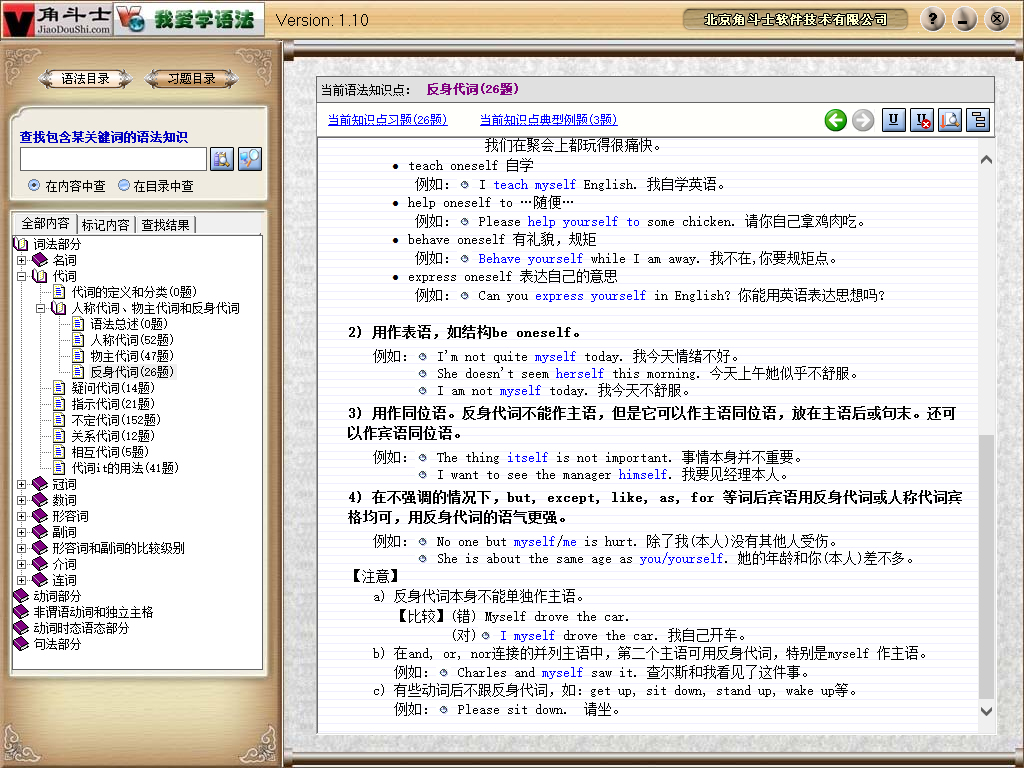 角斗士
JiaoDouShi.com
我爱学语法
Version: 1.10
北京角斗士软件技术有限公司
语法目录
习题目录
查找包含某关键词的语法知识
在内容中查
在目录中查
全部内容
标记内容
查找结果
词法部分
名词
代词
代词的定义和分类(0题)
人称代词、物主代词和反身代词
语法总述(0题)
人称代词(52题)
物主代词(47题)
反身代词(26题)
疑问代词(14题)
指示代词(21题)
不定代词(152题)
关系代词(12题)
相互代词(5题)
代词it的用法(41题)
冠词
数词
形容词
副词
形容词和副词的比较级别
介词
连词
动词部分
非谓语动词和独立主格
动词时态语态部分
句法部分
当前语法知识点： 反身代词(26题)
当前知识点习题(26题) 当前知识点典型例题(3题)
我们在聚会上都玩得很痛快。
• teach oneself 自学
例如： I teach myself English. 我自学英语。
• help oneself to …随便…
例如： Please help yourself to some chicken. 请你自己拿鸡肉吃。
• behave oneself 有礼貌，规矩
例如： Behave yourself while I am away. 我不在,你要规矩点。
• express oneself 表达自己的意思
例如： Can you express yourself in English? 你能用英语表达思想吗?
2) 用作表语，如结构be oneself。
例如： I'm not quite myself today. 我今天情绪不好。
She doesn't seem herself this morning. 今天上午她似乎不舒服。
I am not myself today. 我今天不舒服。
3) 用作同位语。反身代词不能作主语，但是它可以作主语同位语，放在主语后或句末。还可
以作宾语同位语。
例如： The thing itself is not important. 事情本身并不重要。
I want to see the manager himself. 我要见经理本人。
4) 在不强调的情况下，but, except, like, as, for 等词后宾语用反身代词或人称代词宾
格均可，用反身代词的语气更强。
例如： No one but myself/me is hurt. 除了我(本人)没有其他人受伤。
She is about the same age as you/yourself. 她的年龄和你(本人)差不多。
【注意】
a) 反身代词本身不能单独作主语。
【比较】(错) Myself drove the car.
(对) I myself drove the car. 我自己开车。
b) 在and, or, nor连接的并列主语中，第二个主语可用反身代词，特别是myself 作主语。
例如： Charles and myself saw it. 查尔斯和我看见了这件事。
c) 有些动词后不跟反身代词，如：get up, sit down, stand up, wake up等。
例如： Please sit down. 请坐。